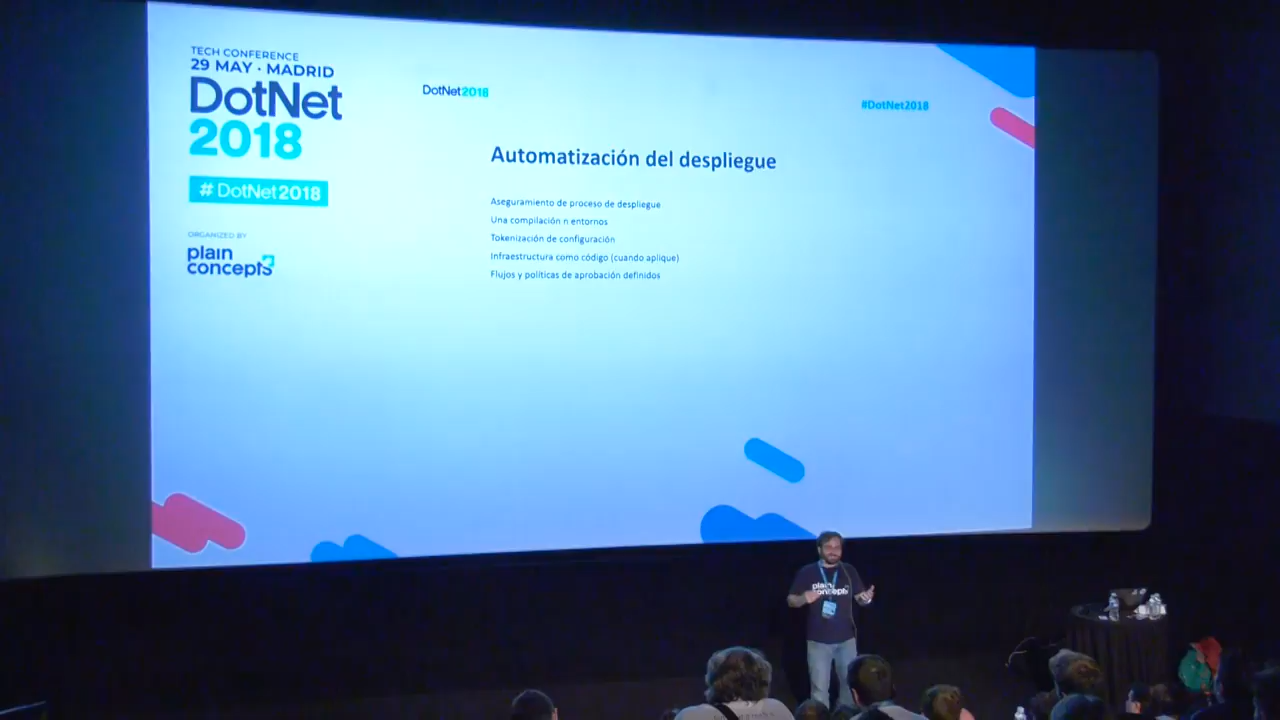 TECH CONFERENCE
29 MAY · MADRID
DotNet
2018
# DotNet2018
ORGANIZED BY
plain
concepts
DotNet2018
#DotNet2018
Automatización del despliegue
Aseguramiento de proceso de despliegue
Una compilación n entornos
Tokenización de configuración
Infraestructura como código (cuando aplique)
Flujos y políticas de aprobación definidos
plain
concepts